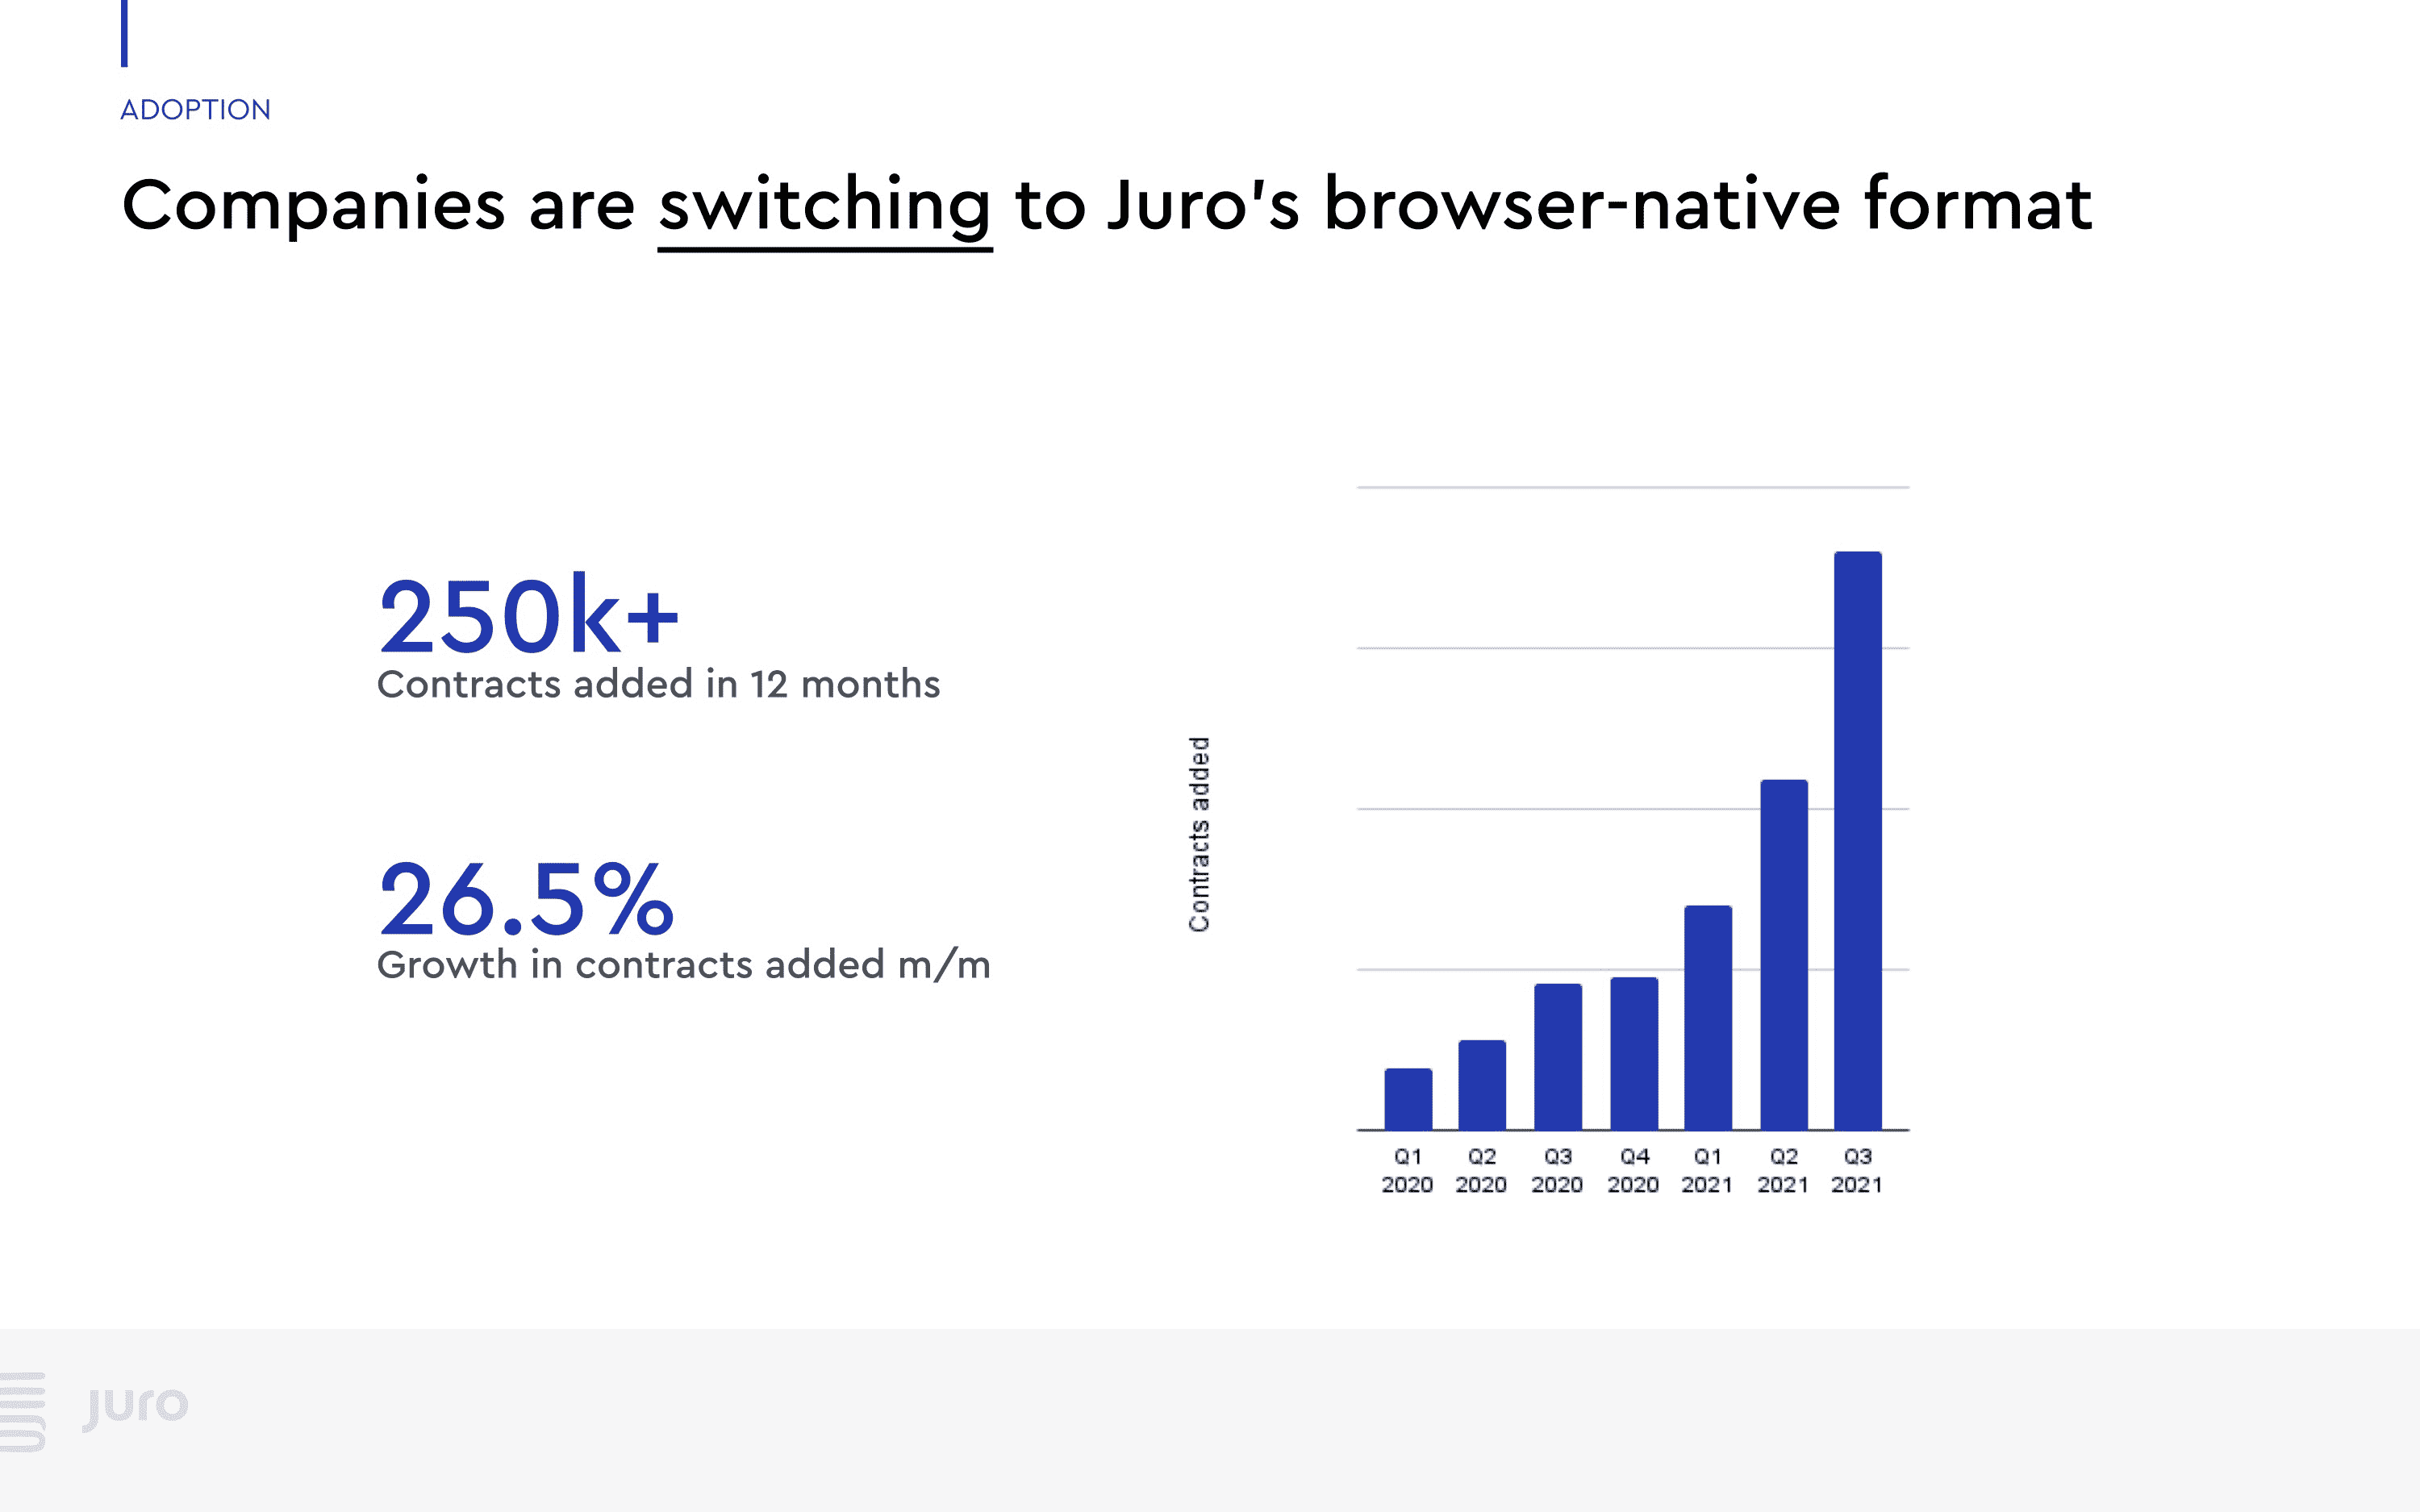 ADOPTION
Companies are switching to Juro's browser-native format
250k+
Contracts added in 12 months
26.5%
Growth in contracts added m/m
Contracts added
Q1 Q2 Q3 Q4 Q1 Q2 Q3
2020 2020 2020 2020 2021 2021 2021
juro